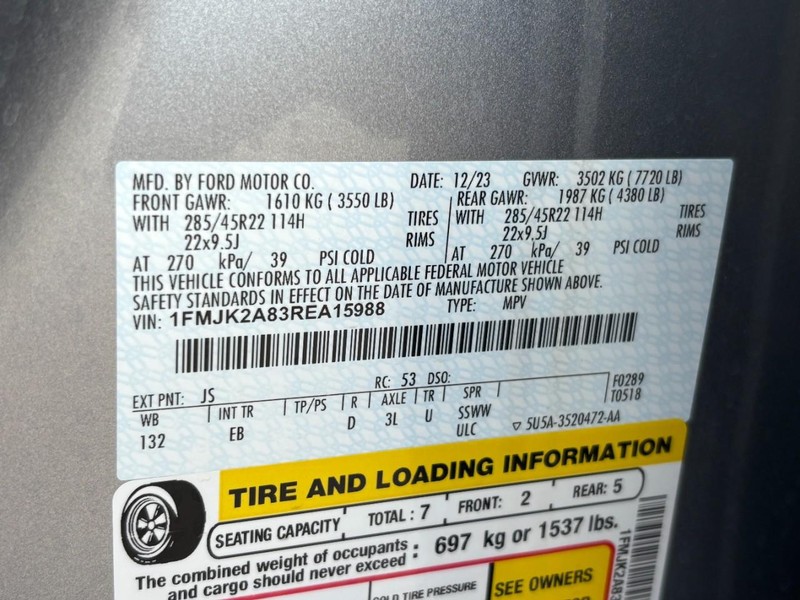 MFD. BY FORD MOTOR CO. DATE: 12/23 GVWR: 3502 KG ( 7720 LB)
FRONT GAWR: 1610 KG ( 3550 LB) REAR GAWR: 1987 KG ( 4380 LB)
WITH 285/45R22 114H TIRES WITH 285/45R22 114H TIRES
22x9.5J RIMS 22x9.5J RIMS
AT 270 kPa/ 39 PSI COLD AT 270 kPa/ 39 PSI COLD
THIS VEHICLE CONFORMS TO ALL APPLICABLE FEDERAL MOTOR VEHICLE
SAFETY STANDARDS IN EFFECT ON THE DATE OF MANUFACTURE SHOWN ABOVE.
VIN: 1FMJK2A83REA15988 TYPE: MPV
EXT PNT: JS RC: 53 DSO: F0289
WB INT TR TP/PS R AXLE TR SPR T0518
132 EB D 3L U SSWW
ULC ▽ 5U5A-3520472-AA
TIRE AND LOADING INFORMATION
SEATING CAPACITY TOTAL : 7 FRONT: 2 REAR: 5
The combined weight of occupants
and cargo should never exceed : 697 kg or 1537 lbs.
COLD TIRE PRESSURE SEE OWNERS
1FMJK2A83